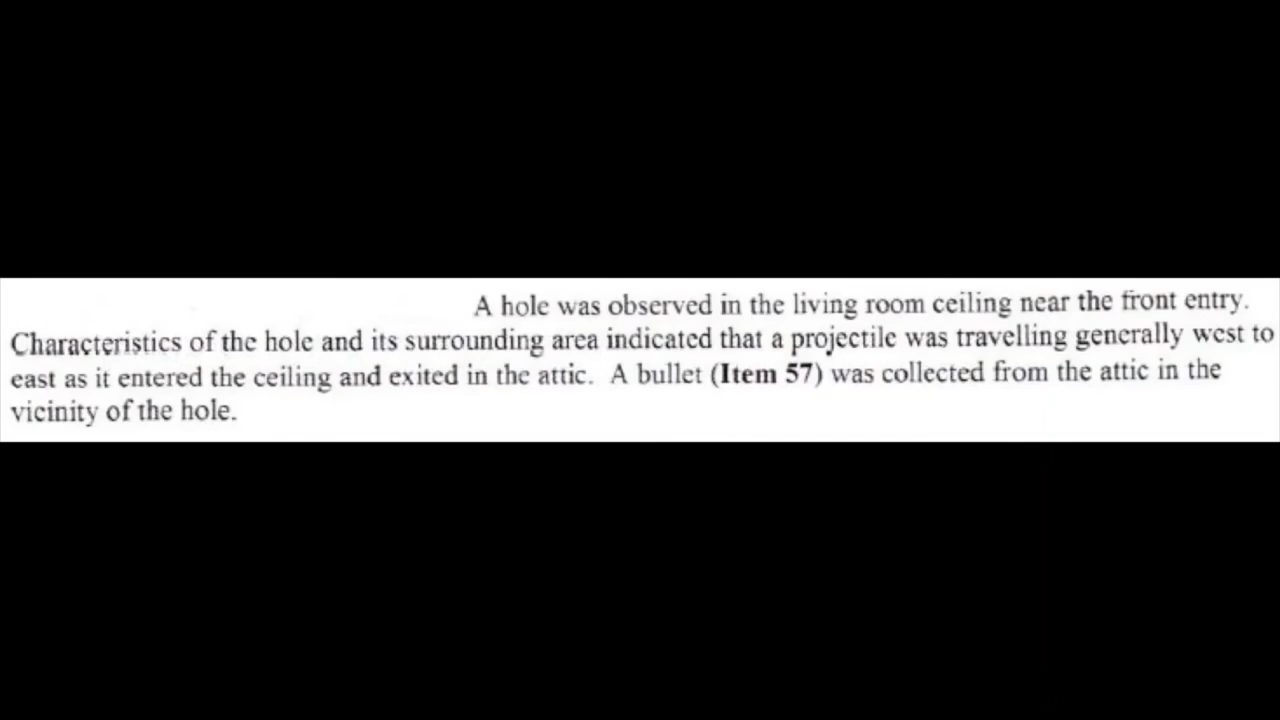 A hole was observed in the living room ceiling near the front entry.
Characteristics of the hole and its surrounding area indicated that a projectile was travelling generally west to
east as it entered the ceiling and exited in the attic. A bullet (Item 57) was collected from the attic in the
vicinity of the hole.